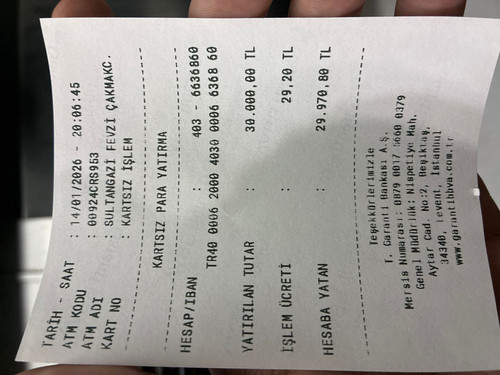 TARİH - SAAT : 14/01/2026 - 20:06:45
ATM KODU : 00924CRS953
ATM ADI : SULTANGAZİ FEVZİ ÇAKMAKC.
KART NO : KARTSIZ İŞLEM
KARTSIZ PARA YATIRMA
HESAP/IBAN : 403 - 6636860
TR40 0006 2000 4030 0006 6368 60
YATIRILAN TUTAR : 30.000,00 TL
İŞLEM ÜCRETİ : 29,20 TL
HESABA YATAN : 29.970,80 TL
Teşekkürlerimizle
T. Garanti Bankası A.Ş.
Mersis Numarası: 0879 0017 5660 0379
Genel Müdürlük: Nispetiye Mah.
Aytar Cad. No:2, Beşiktaş,
34340, Levent, İstanbul
www.garantibbva.com.tr